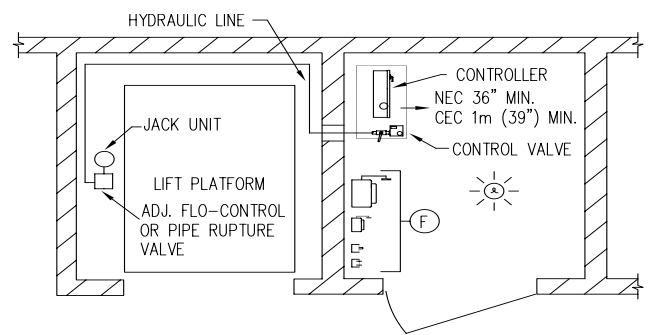 HYDRAULIC LINE
CONTROLLER
NEC 36" MIN.
CEC 1m (39") MIN.
CONTROL VALVE
JACK UNIT
LIFT PLATFORM
ADJ. FLO-CONTROL
OR PIPE RUPTURE
VALVE
F